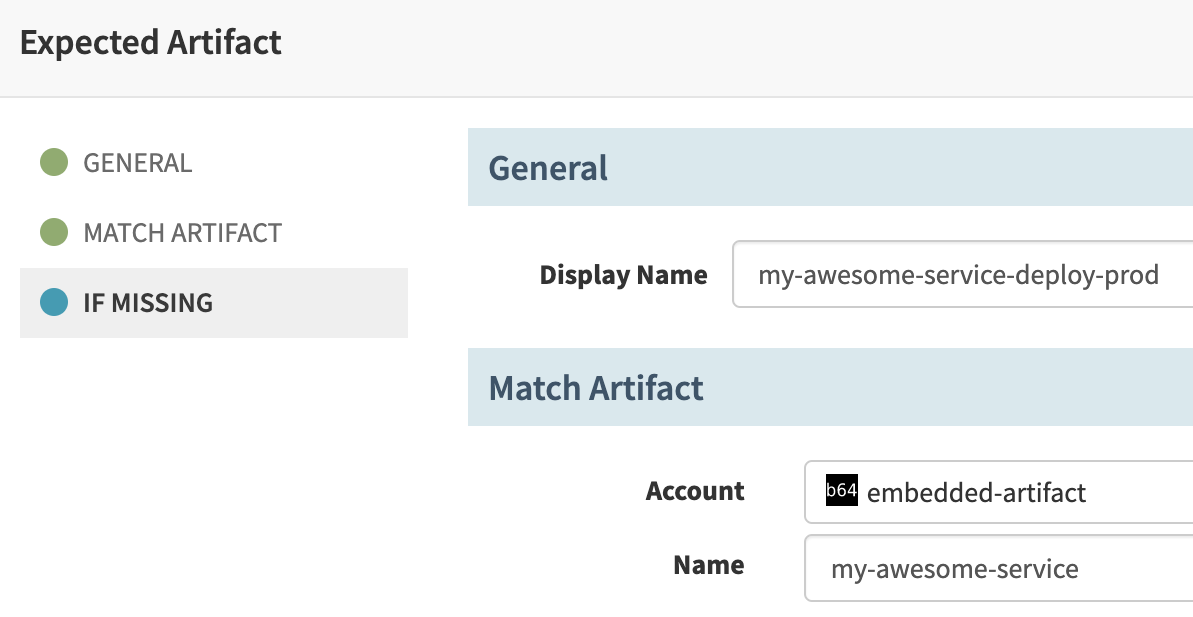 Expected Artifact
GENERAL
MATCH ARTIFACT
IF MISSING
General
Display Name my-awesome-service-deploy-prod
Match Artifact
Account b64 embedded-artifact
Name my-awesome-service